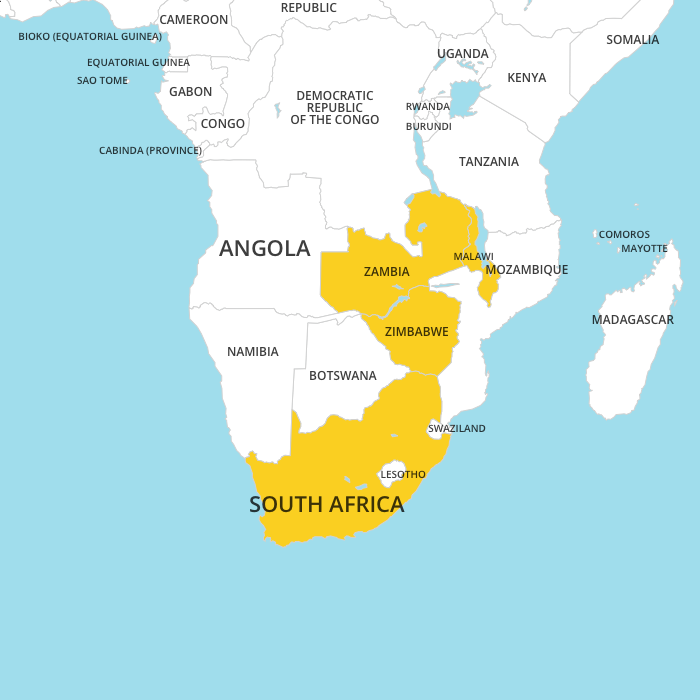 REPUBLIC
CAMEROON
BIOKO (EQUATORIAL GUINEA)
SOMALIA
UGANDA
EQUATORIAL GUINEA
KENYA
SAO TOME
GABON
DEMOCRATIC
REPUBLIC
OF THE CONGO
RWANDA
CONGO
BURUNDI
CABINDA (PROVINCE)
TANZANIA
COMOROS
ANGOLA
MAYOTTE
MALAWI
ZAMBIA
MOZAMBIQUE
MADAGASCAR
ZIMBABWE
NAMIBIA
BOTSWANA
SWAZILAND
LESOTHO
SOUTH AFRICA